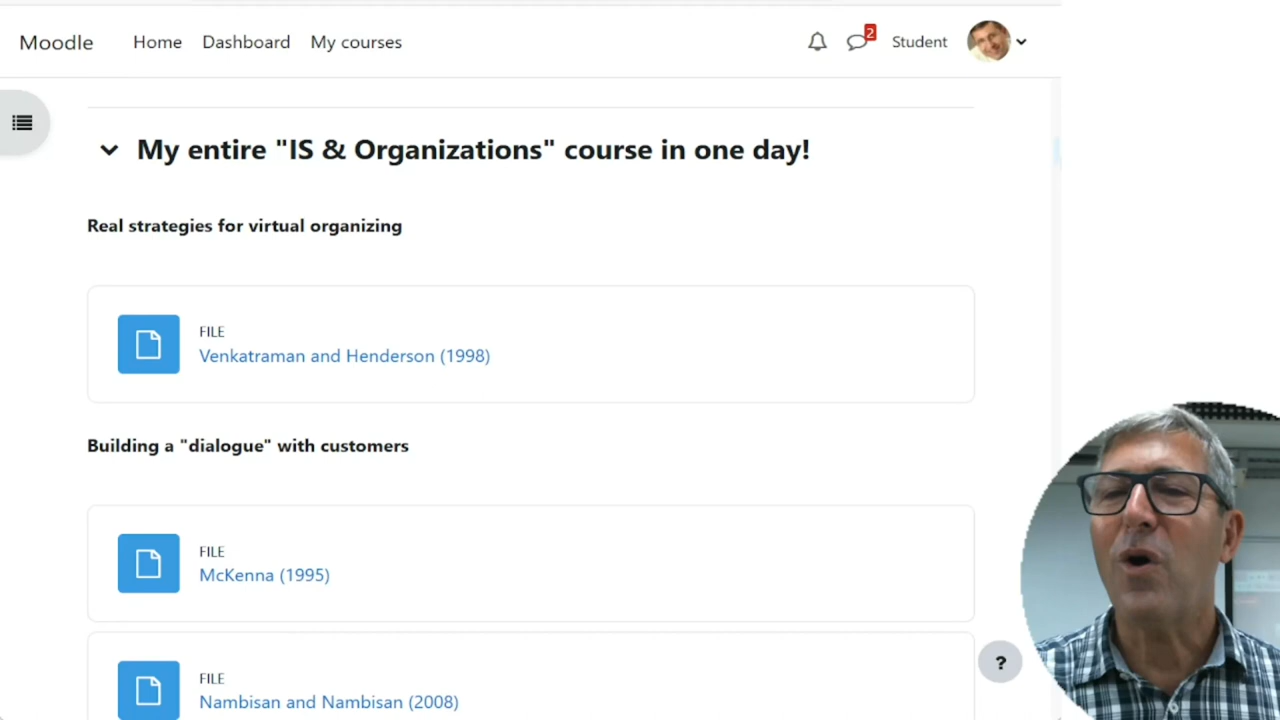 Moodle Home Dashboard My courses 2 Student
My entire "IS & Organizations" course in one day!
Real strategies for virtual organizing
FILE
Venkatraman and Henderson (1998)
Building a "dialogue" with customers
FILE
McKenna (1995)
FILE
Nambisan and Nambisan (2008)
?